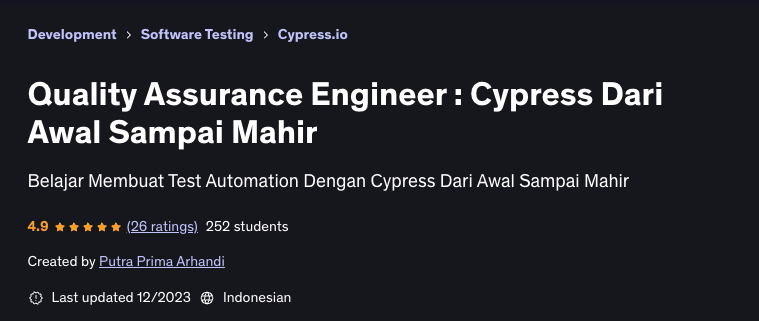 Development > Software Testing > Cypress.io
Quality Assurance Engineer : Cypress Dari
Awal Sampai Mahir
Belajar Membuat Test Automation Dengan Cypress Dari Awal Sampai Mahir
4.9 ★★★★★ (26 ratings) 252 students
Created by Putra Prima Arhandi
Last updated 12/2023 Indonesian